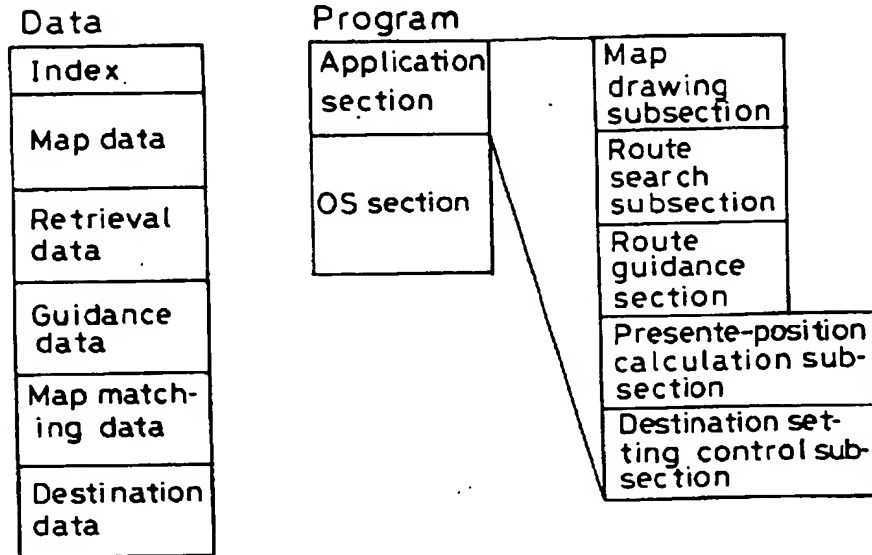 Data
Index
Map data
Retrieval
data
Guidance
data
Map match-
ing data
Destination
data
Program
Application
section
OS section
Map
drawing
subsection
Route
search
subsection
Route
guidance
section
Presente-position
calculation sub-
section
Destination set-
ting control sub-
section